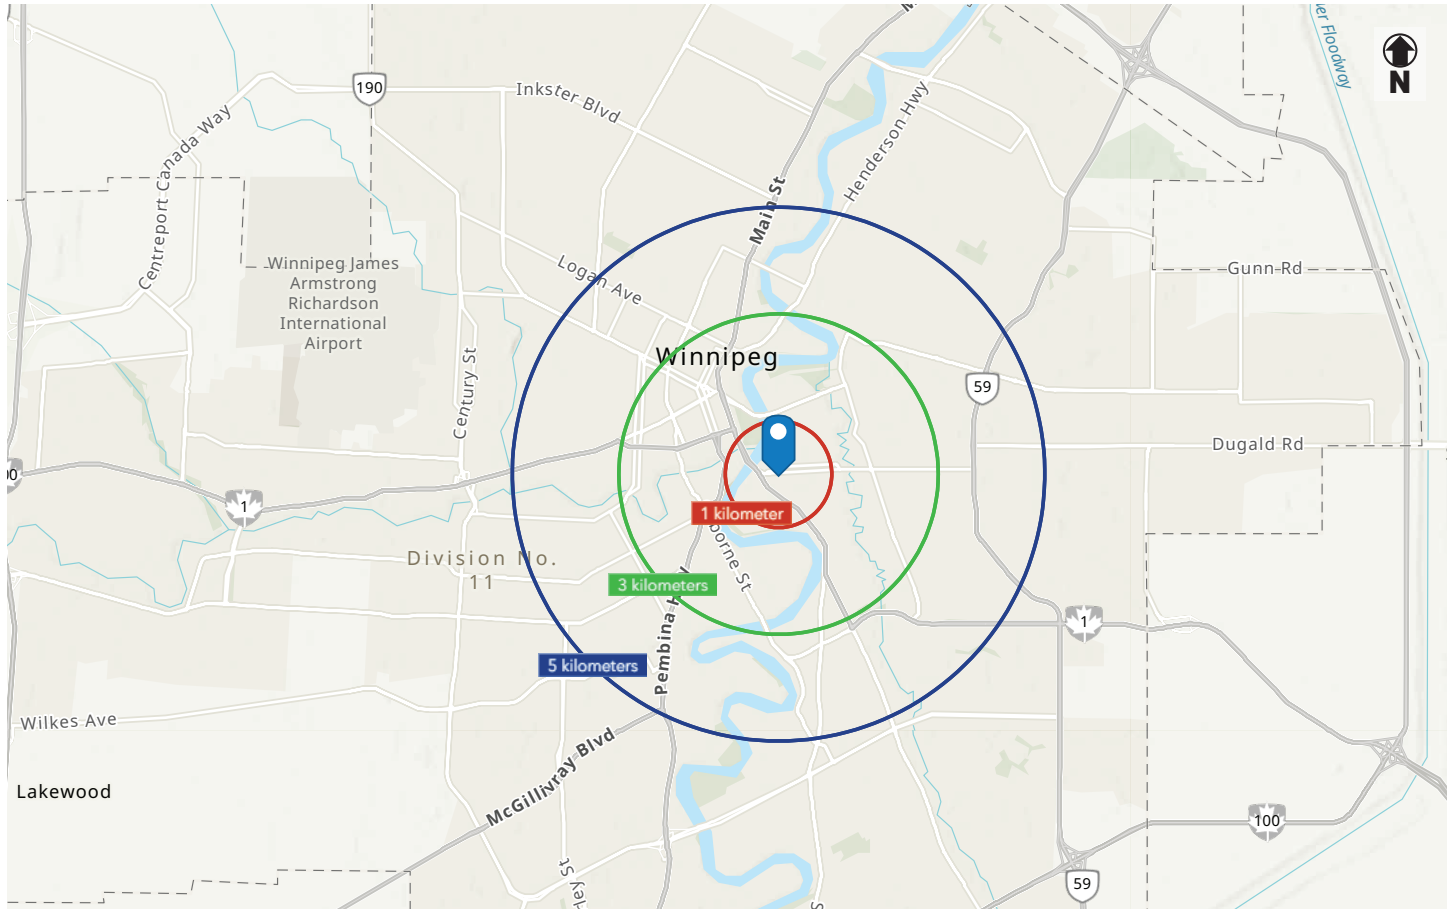 190
Inkster Blvd
Centreport Canada Way
Henderson Hwy
N
Main St
Winnipeg James
Armstrong
Richardson
International
Airport
Logan Ave
Gunn Rd
Winnipeg
Century St
59
Dugald Rd
1
1 kilometer
Division No.
11
3 kilometers
1
5 kilometers
Pembina
Wilkes Ave
McGillivray Blvd
Lakewood
100
59